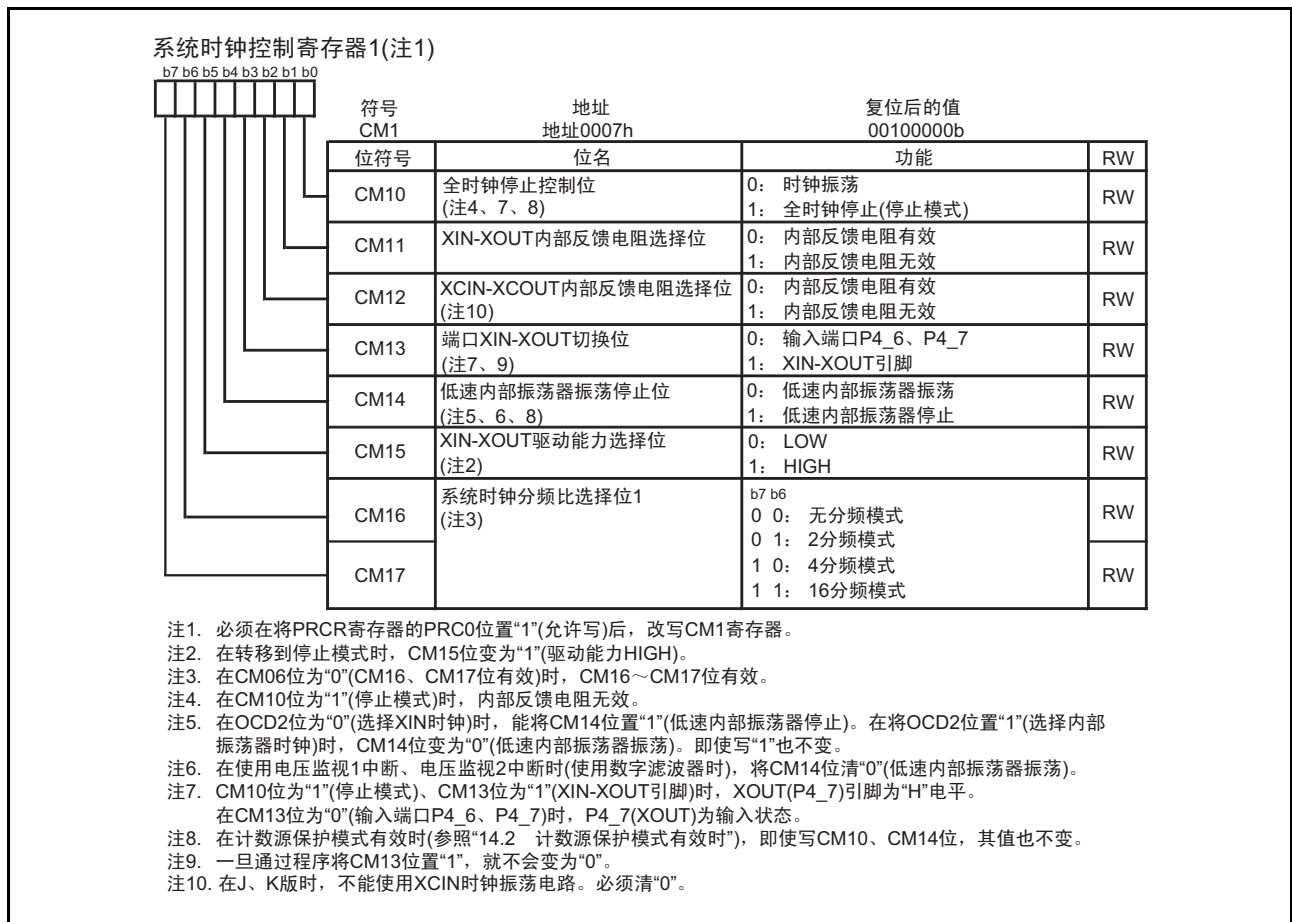 系统时钟控制寄存器1(注1)
b7 b6 b5 b4 b3 b2 b1 b0
符号 地址 复位后的值
CM1 地址0007h 00100000b
位符号 位名 功能 RW
CM10 全时钟停止控制位 0： 时钟振荡 RW
(注4、7、8) 1： 全时钟停止(停止模式)
CM11 XIN-XOUT内部反馈电阻选择位 0： 内部反馈电阻有效 RW
1： 内部反馈电阻无效
CM12 XCIN-XCOUT内部反馈电阻选择位 0： 内部反馈电阻有效 RW
(注10) 1： 内部反馈电阻无效
CM13 端口XIN-XOUT切换位 0： 输入端口P4_6、P4_7 RW
(注7、9) 1： XIN-XOUT引脚
CM14 低速内部振荡器振荡停止位 0： 低速内部振荡器振荡 RW
(注5、6、8) 1： 低速内部振荡器停止
CM15 XIN-XOUT驱动能力选择位 0： LOW RW
(注2) 1： HIGH
CM16 系统时钟分频比选择位1 b7 b6 RW
(注3) 0 0： 无分频模式
0 1： 2分频模式
CM17 1 0： 4分频模式 RW
1 1： 16分频模式
注1. 必须在将PRCR寄存器的PRC0位置“1”(允许写)后，改写CM1寄存器。
注2. 在转移到停止模式时，CM15位变为“1”(驱动能力HIGH)。
注3. 在CM06位为“0”(CM16、CM17位有效)时，CM16～CM17位有效。
注4. 在CM10位为“1”(停止模式)时，内部反馈电阻无效。
注5. 在OCD2位为“0”(选择XIN时钟)时，能将CM14位置“1”(低速内部振荡器停止)。在将OCD2位置“1”(选择内部
振荡器时钟)时，CM14位变为“0”(低速内部振荡器振荡)。即使写“1”也不变。
注6. 在使用电压监视1中断、电压监视2中断时(使用数字滤波器时)，将CM14位清“0”(低速内部振荡器振荡)。
注7. CM10位为“1”(停止模式)、CM13位为“1”(XIN-XOUT引脚)时，XOUT(P4_7)引脚为“H”电平。
在CM13位为“0”(输入端口P4_6、P4_7)时，P4_7(XOUT)为输入状态。
注8. 在计数源保护模式有效时(参照“14.2 计数源保护模式有效时”)，即使写CM10、CM14位，其值也不变。
注9. 一旦通过程序将CM13位置“1”，就不会变为“0”。
注10. 在J、K版时，不能使用XCIN时钟振荡电路。必须清“0”。